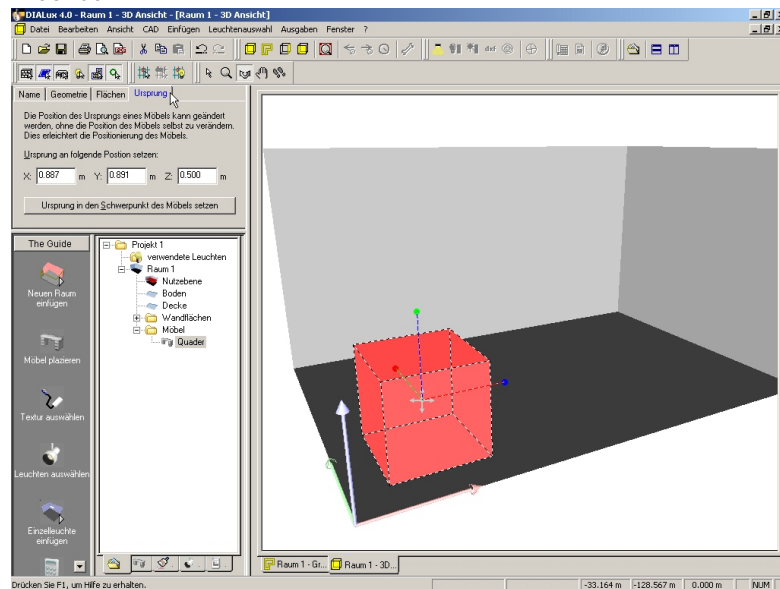 DIALux 4.0 - Raum 1 - 3D Ansicht - [Raum 1 - 3D Ansicht]
Datei Bearbeiten Ansicht CAD Einfügen Leuchtenauswahl Ausgaben Fenster ?
Name Geometrie Flächen Ursprung
Die Position des Ursprungs eines Möbels kann geändert
werden, ohne die Position des Möbels selbst zu verändern.
Dies erleichtert die Positionierung des Möbels.
Ursprung an folgende Postion setzen:
X: 0.887 m Y: 0.891 m Z: 0.500 m
Ursprung in den Schwerpunkt des Möbels setzen
The Guide
Neuen Raum
einfügen
Möbel plazieren
Textur auswählen
Leuchten auswählen
Einzelleuchte
einfügen
Projekt 1
verwendete Leuchten
Raum 1
Nutzebene
Boden
Decke
Wandflächen
Möbel
Quader
Raum 1 - Gr... Raum 1 - 3D...
Drücken Sie F1, um Hilfe zu erhalten.
-33.164 m -128.567 m 0.000 m NUM